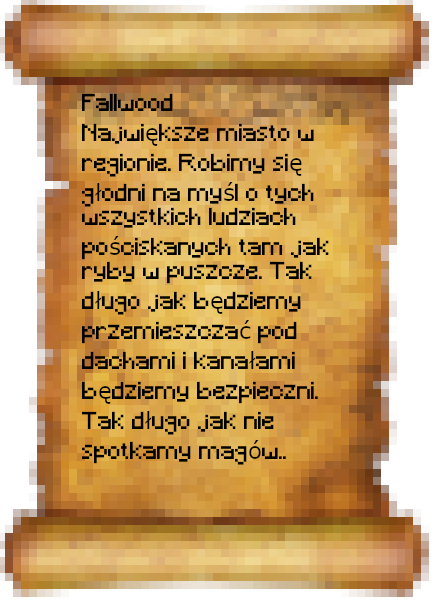 Fallwood
Największe miasto w
regionie. Robimy się
głodni na myśl o tych
wszystkich ludziach
pościskanych tam jak
ryby w puszcze. Tak
długo jak będziemy
przemieszczać pod
dachami i kanałami
będziemy bezpieczni.
Tak długo jak nie
spotkamy magów..